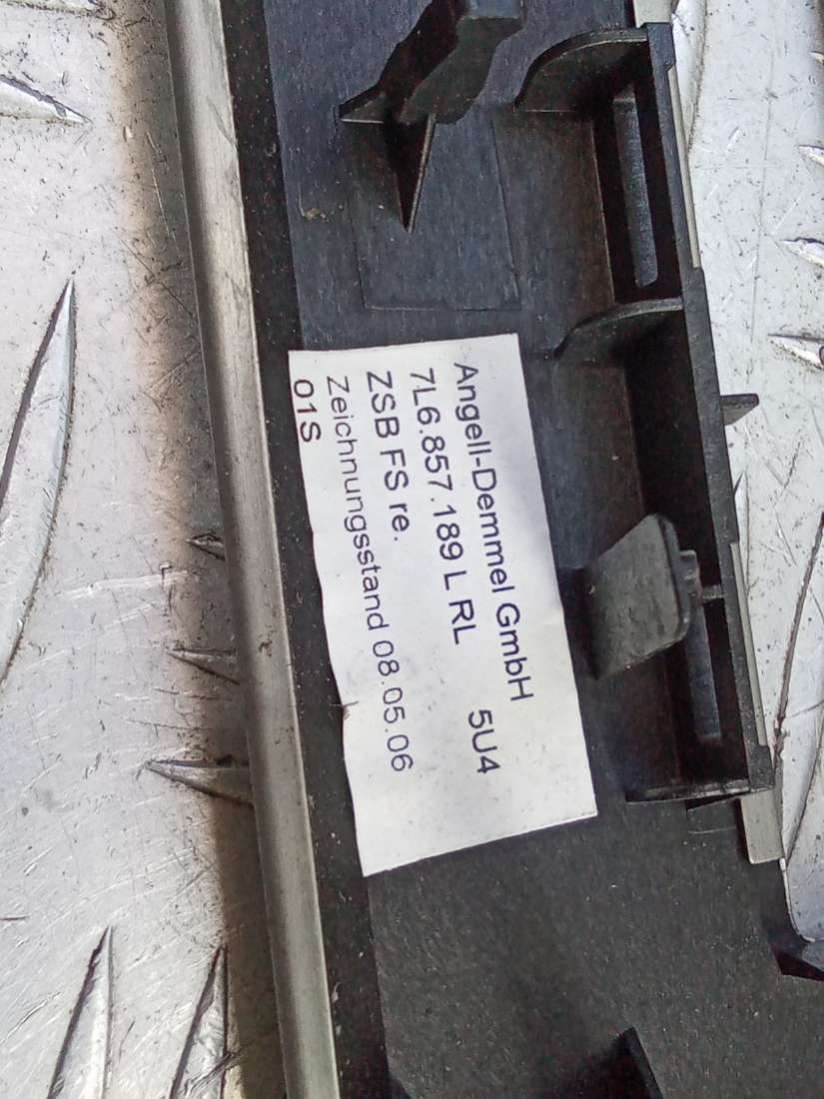 Angell-Demmel GmbH
7L6.857.189 L RL 5U4
ZSB FS re.
Zeichnungsstand 08.05.06
01S